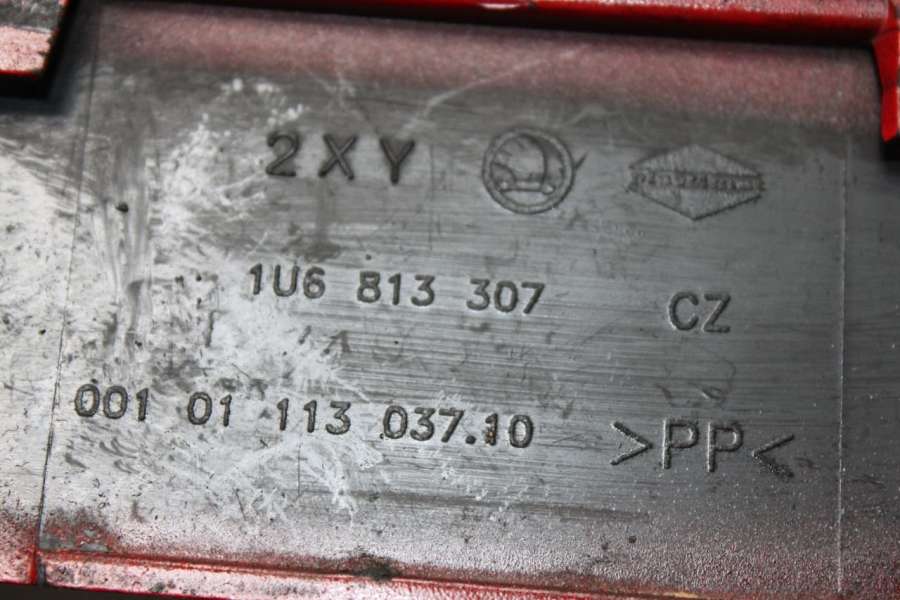 2XY
1U6 813 307 CZ
001 01 113 037.10 >PP<